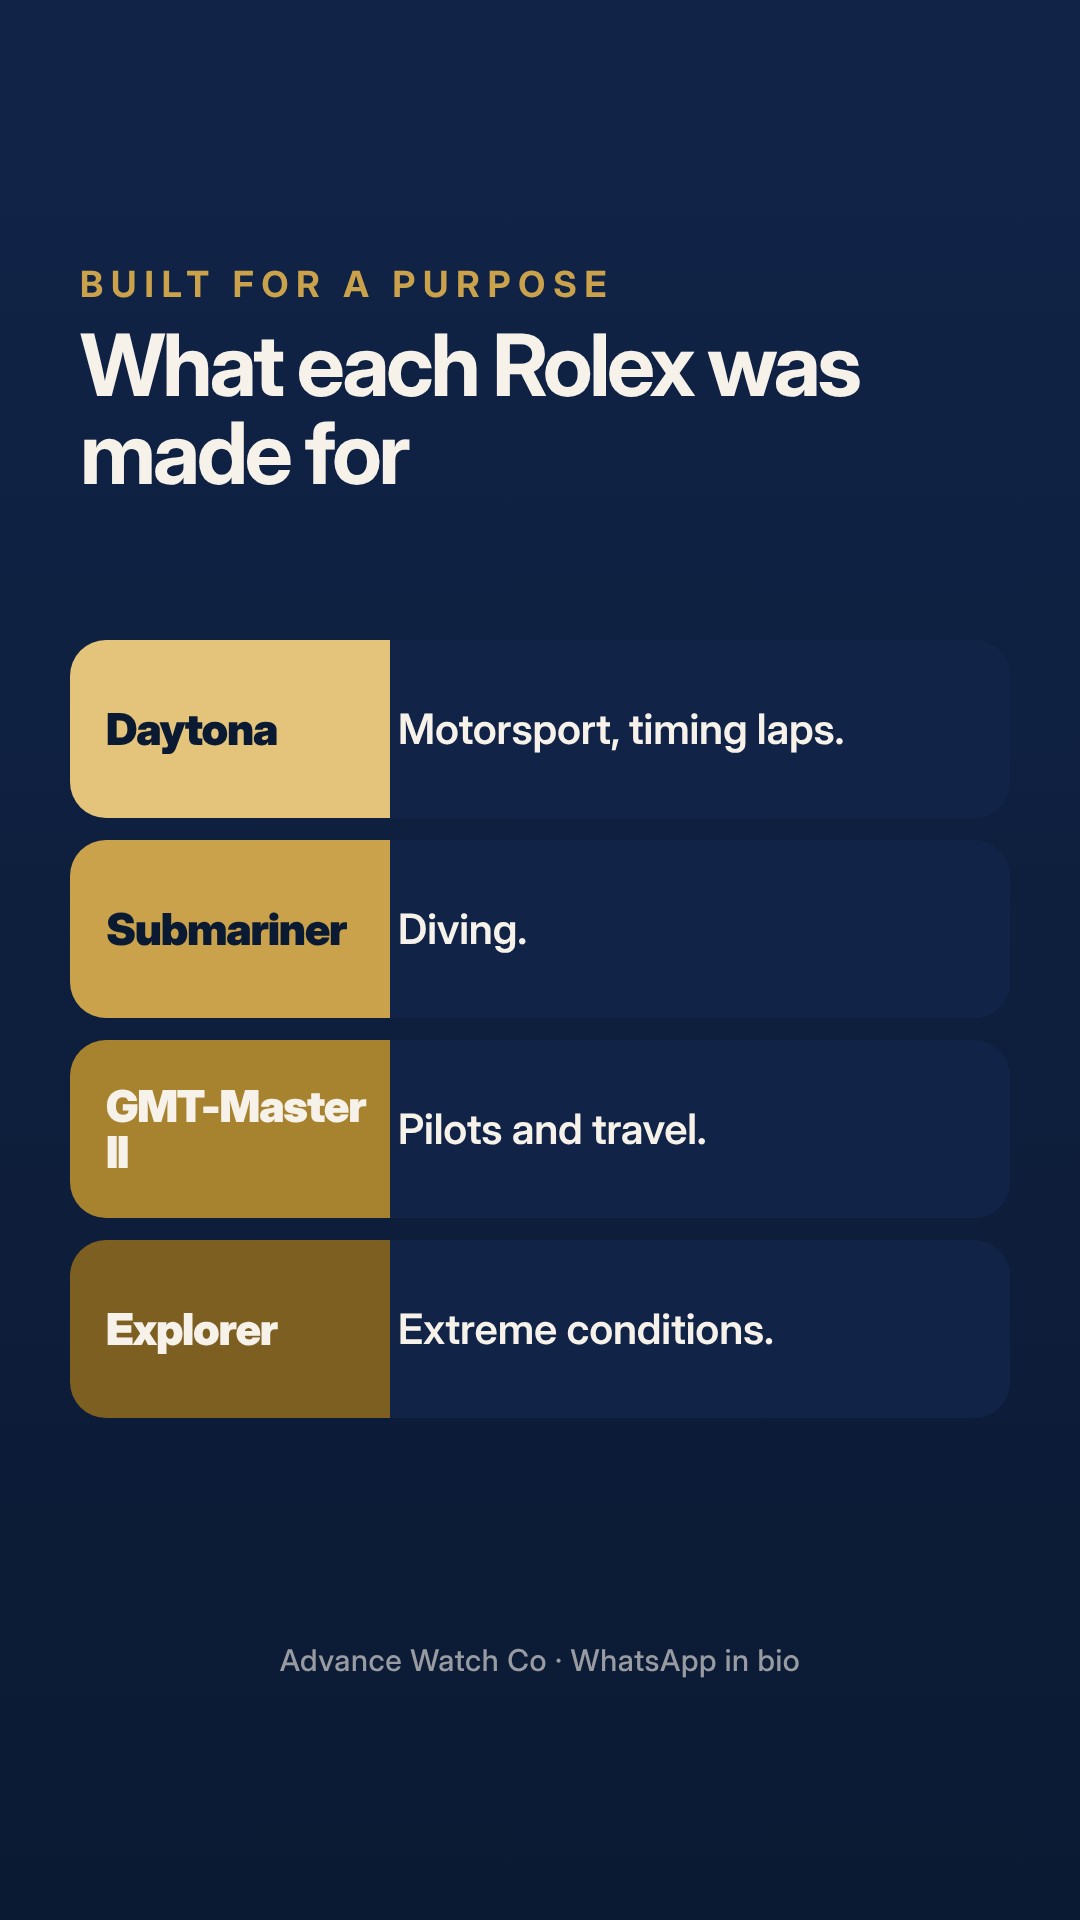 BUILT FOR A PURPOSE
What each Rolex was
made for
Daytona
Motorsport, timing laps.
Submariner
Diving.
GMT-Master
II
Pilots and travel.
Explorer
Extreme conditions.
Advance Watch Co · WhatsApp in bio